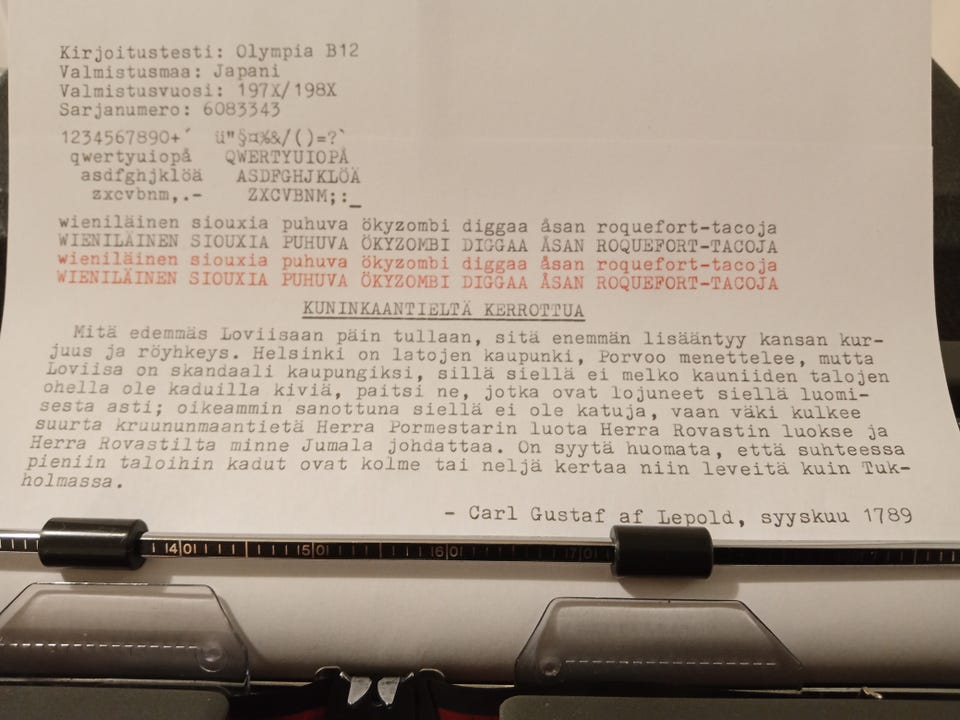 Kirjoitustesti: Olympia B12
Valmistusmaa: Japani
Valmistusvuosi: 197X/198X
Sarjanumero: 6083343
1234567890+´ ü"§¤%&/()=?`
qwertyuiopå QWERTYUIOPÅ
asdfghjklöä ASDFGHJKLÖÄ
zxcvbnm,.- ZXCVBNM;:_
wieniläinen siouxia puhuva ökyzombi diggaa åsan roquefort-tacoja
WIENILÄINEN SIOUXIA PUHUVA ÖKYZOMBI DIGGAA ÅSAN ROQUEFORT-TACOJA
wieniläinen siouxia puhuva ökyzombi diggaa åsan roquefort-tacoja
WIENILÄINEN SIOUXIA PUHUVA ÖKYZOMBI DIGGAA ÅSAN ROQUEFORT-TACOJA
KUNINKAANTIELTÄ KERROTTUA
Mitä edemmäs Loviisaan päin tullaan, sitä enemmän lisääntyy kansan kur-
juus ja röyhkeys. Helsinki on latojen kaupunki, Porvoo menettelee, mutta
Loviisa on skandaali kaupungiksi, sillä siellä ei melko kauniiden talojen
ohella ole kaduilla kiviä, paitsi ne, jotka ovat lojuneet siellä luomi-
sesta asti; oikeammin sanottuna siellä ei ole katuja, vaan väki kulkee
suurta kruununmaantietä Herra Pormestarin luota Herra Rovastin luokse ja
Herra Rovastilta minne Jumala johdattaa. On syytä huomata, että suhteessa
pieniin taloihin kadut ovat kolme tai neljä kertaa niin leveitä kuin Tuk-
holmassa.
- Carl Gustaf af Lepold, syyskuu 1789
140 150 160 170